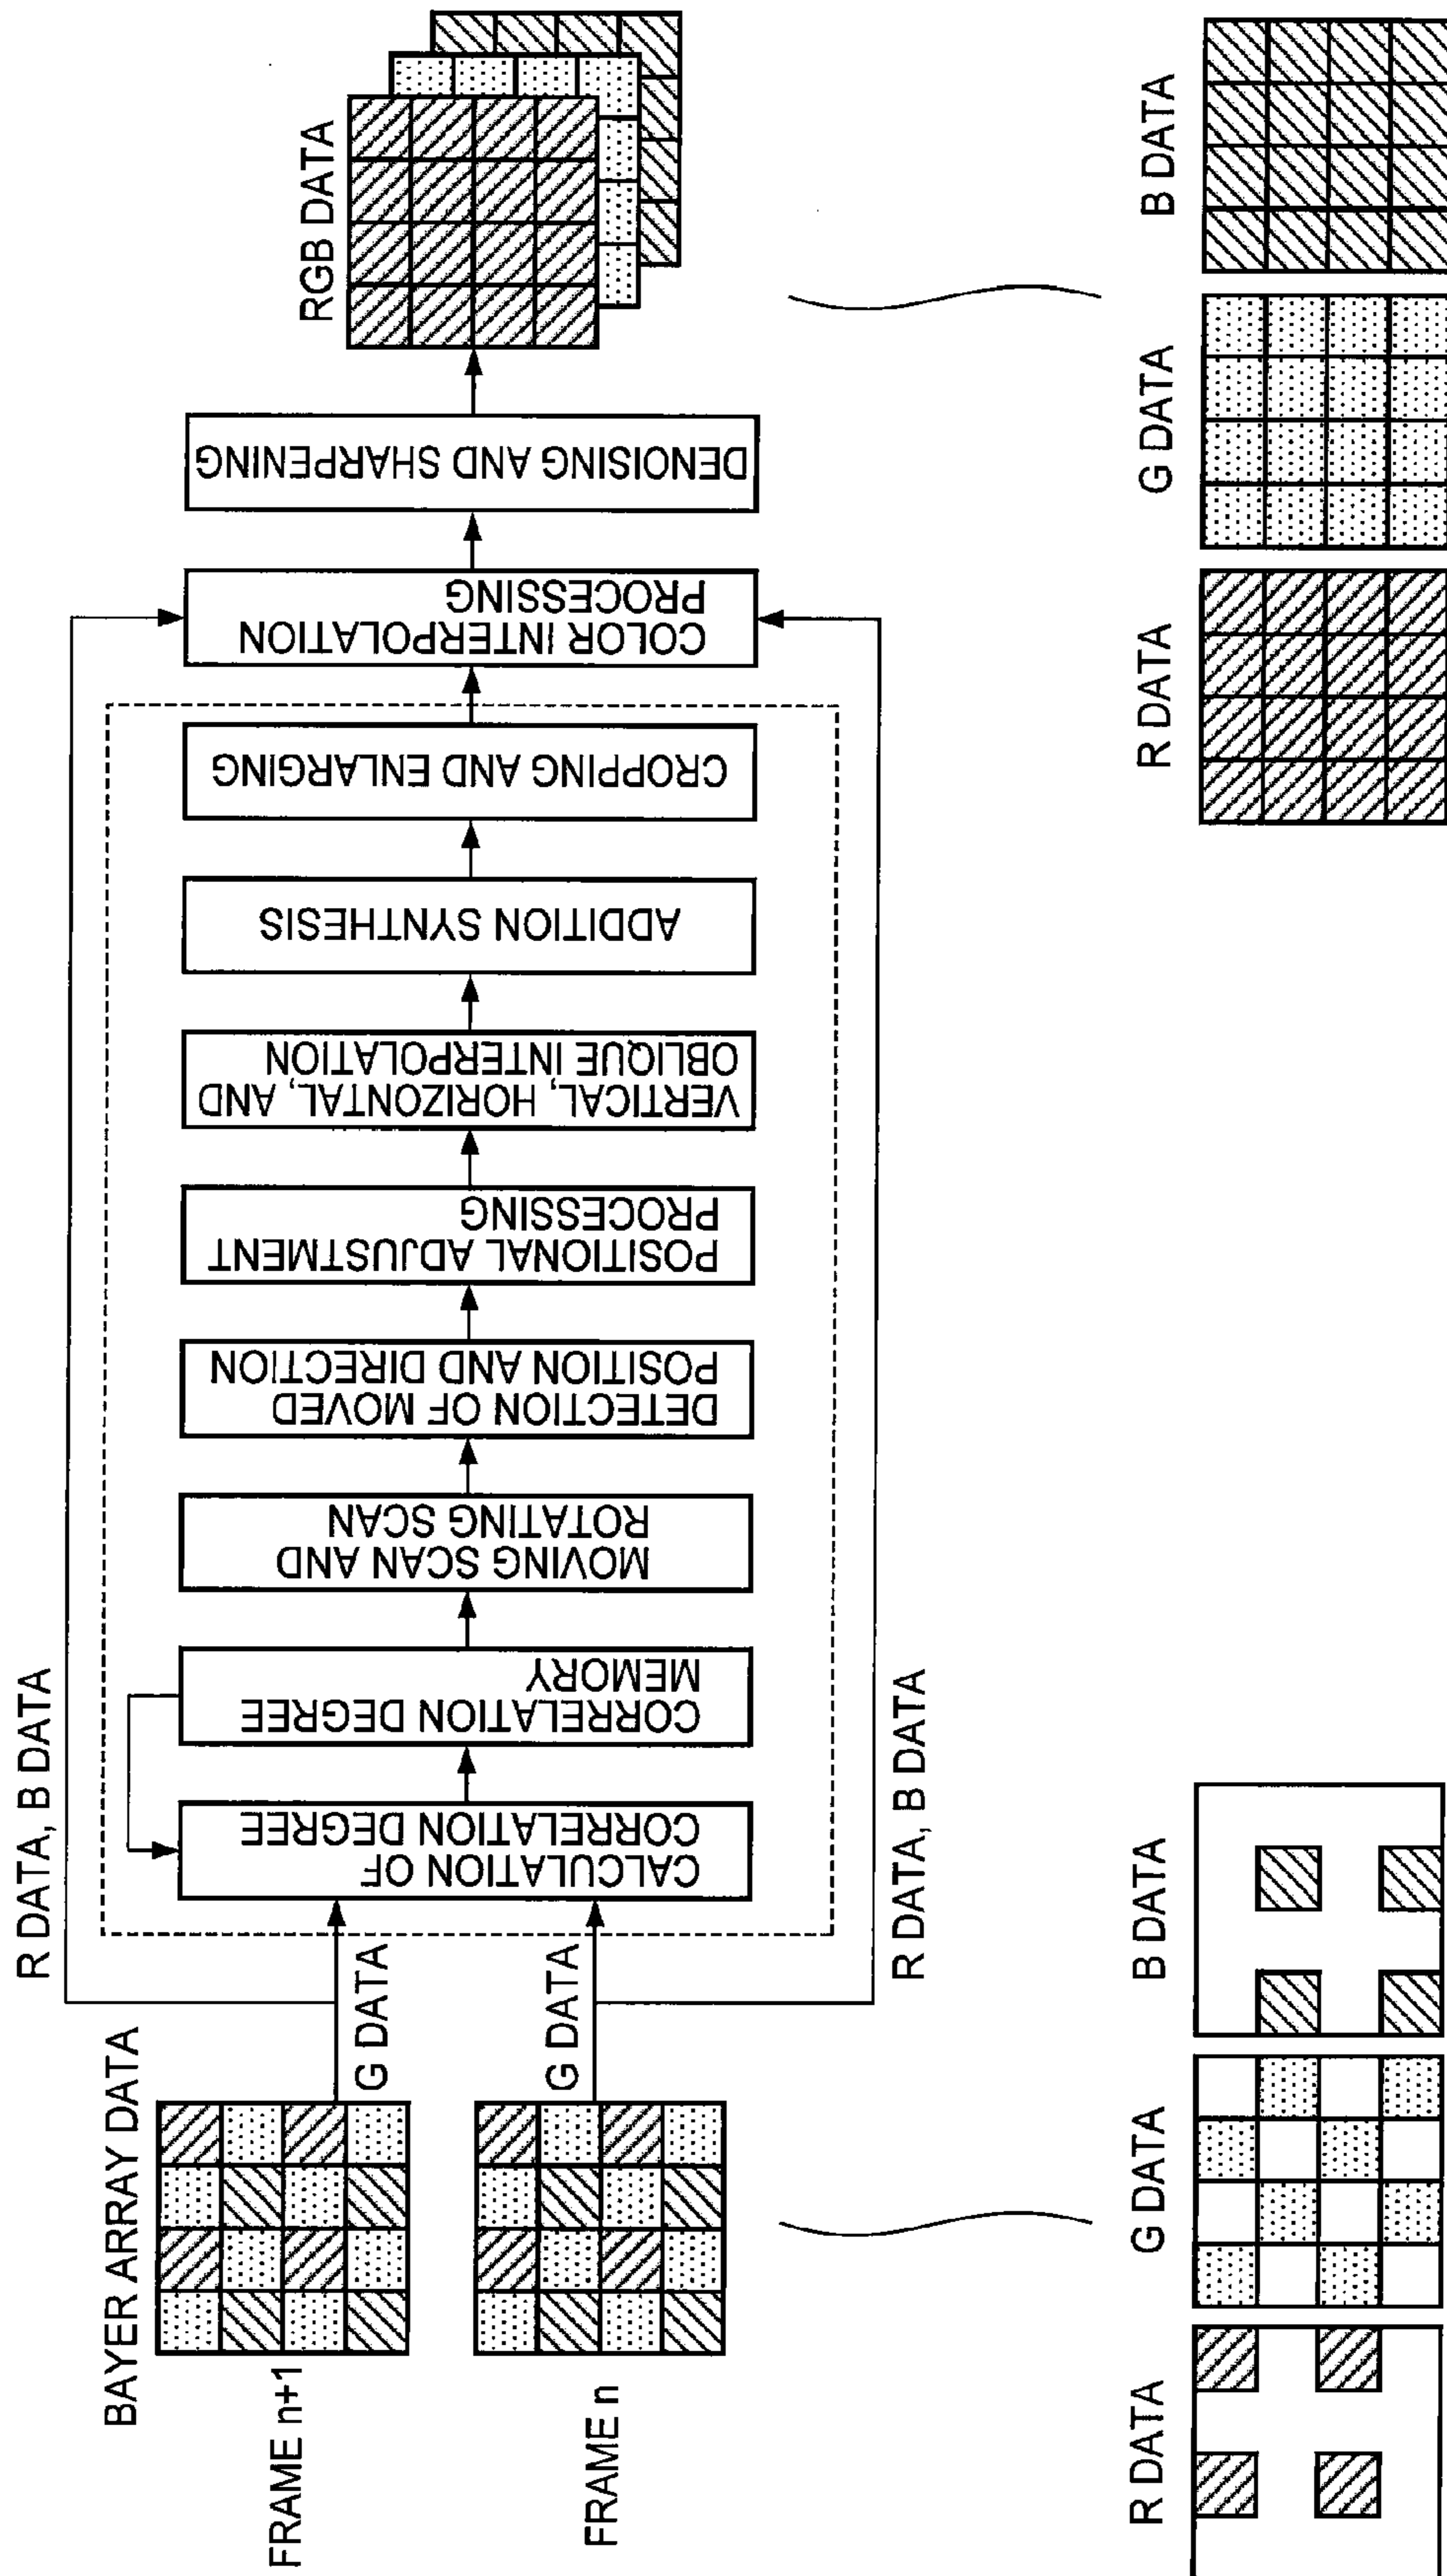 BAYER ARRAY DATA
FRAME n+1
FRAME n
R DATA, B DATA
G DATA
G DATA
R DATA, B DATA
CALCULATION OF
CORRELATION DEGREE
CORRELATION DEGREE
MEMORY
MOVING SCAN AND
ROTATING SCAN
DETECTION OF MOVED
POSITION AND DIRECTION
POSITIONAL ADJUSTMENT
PROCESSING
VERTICAL, HORIZONTAL, AND
OBLIQUE INTERPOLATION
ADDITION SYNTHESIS
CROPPING AND ENLARGING
COLOR INTERPOLATION
PROCESSING
DENOISING AND SHARPENING
RGB DATA
R DATA
G DATA
B DATA
R DATA
G DATA
B DATA